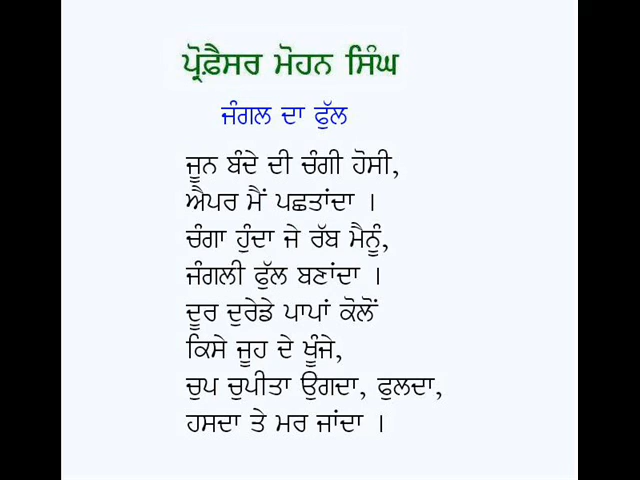 ਪ੍ਰੋਫ਼ੈਸਰ ਮੋਹਨ ਸਿੰਘ
ਜੰਗਲ ਦਾ ਫੁੱਲ
ਜੂਨ ਬੰਦੇ ਦੀ ਚੰਗੀ ਹੋਸੀ,
ਐਪਰ ਮੈਂ ਪਛਤਾਂਦਾ ।
ਚੰਗਾ ਹੁੰਦਾ ਜੇ ਰੱਬ ਮੈਨੂੰ,
ਜੰਗਲੀ ਫੁੱਲ ਬਣਾਂਦਾ ।
ਦੂਰ ਦੁਰੇਡੇ ਪਾਪਾਂ ਕੋਲੋਂ
ਕਿਸੇ ਜੂਹ ਦੇ ਖੂੰਜੇ,
ਚੁਪ ਚੁਪੀਤਾ ਉਗਦਾ, ਫੁਲਦਾ,
ਹਸਦਾ ਤੇ ਮਰ ਜਾਂਦਾ ।